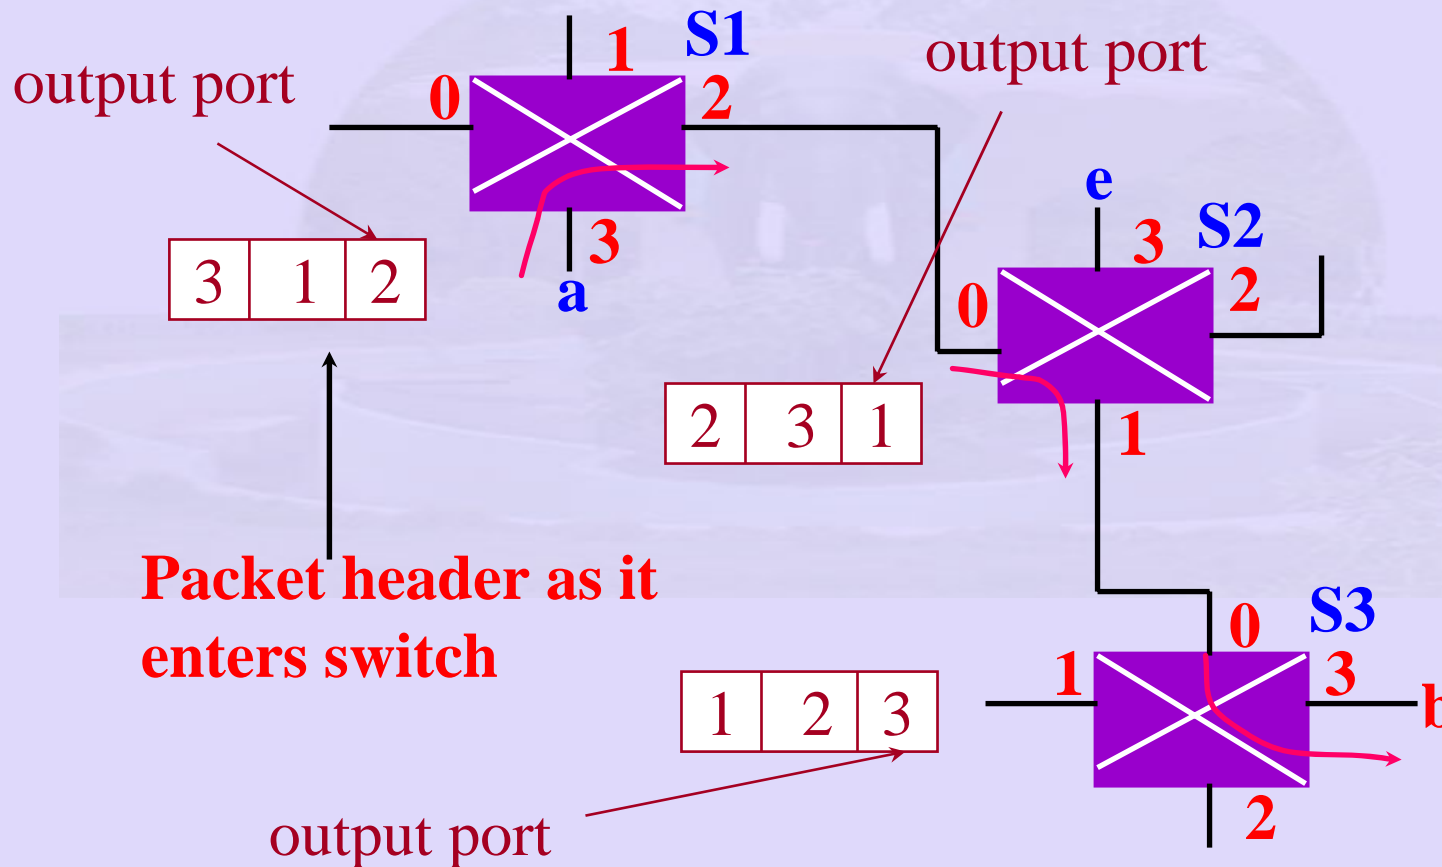 S1
1
output port
output port
0
2
3
a
3 1 2
e
3
S2
0
2
2 3 1
1
Packet header as it
enters switch
0
S3
1
3
b
1 2 3
2
output port